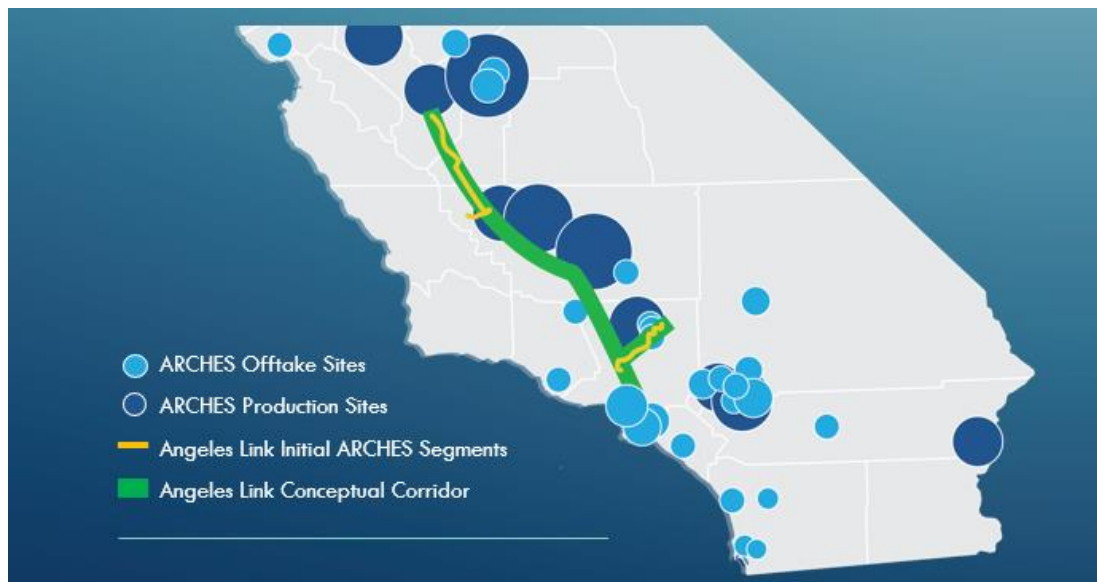 ARCHES Offtake Sites
ARCHES Production Sites
Angeles Link Initial ARCHES Segments
Angeles Link Conceptual Corridor